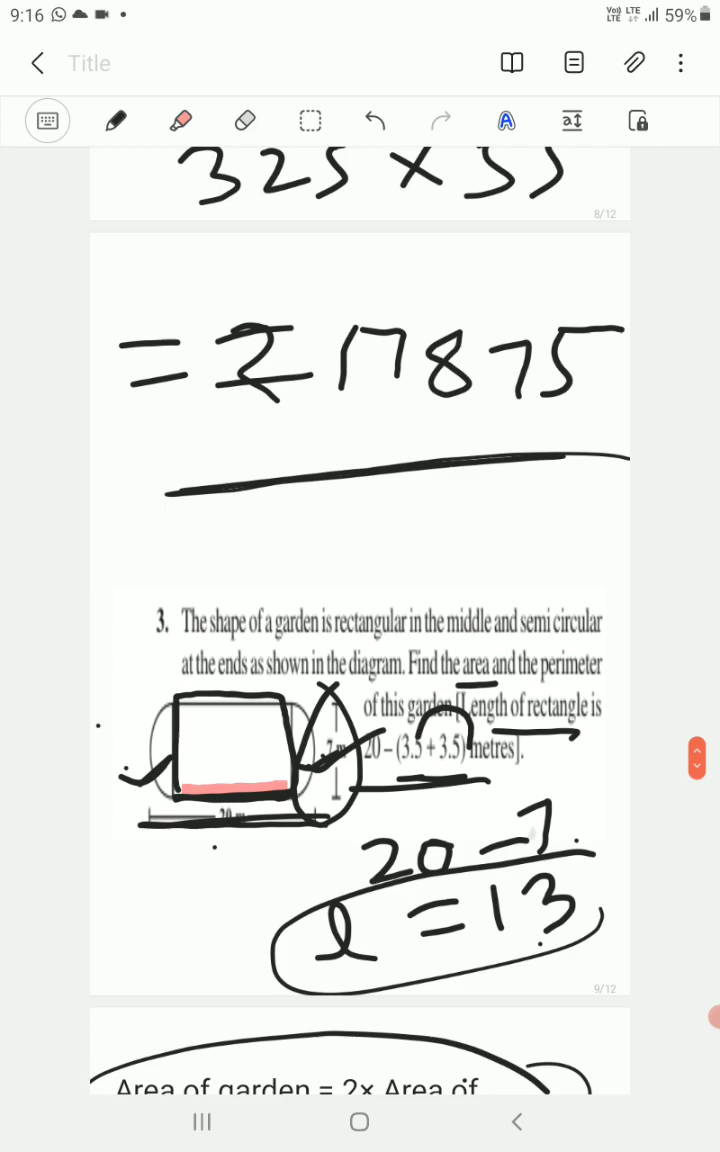 9:16 59%
Title
325 × 55
8/12
= ₹ 17875
3. The shape of a garden is rectangular in the middle and semi circular
at the ends as shown in the diagram. Find the area and the perimeter
of this garden [Length of rectangle is
7 m 20 – (3.5 + 3.5) metres].
20 m
20 – 7
l = 13
9/12
Area of garden = 2× Area of